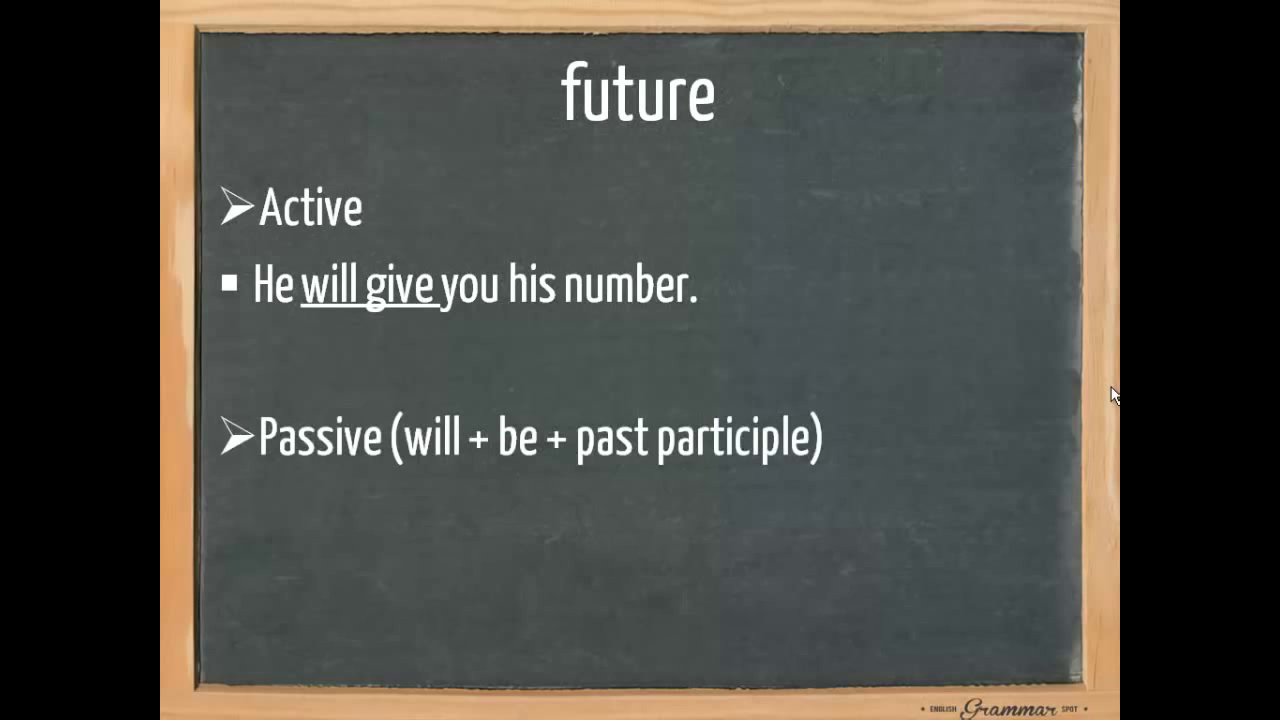 future
Active
He will give you his number.
Passive (will + be + past participle)
ENGLISH Grammar SPOT